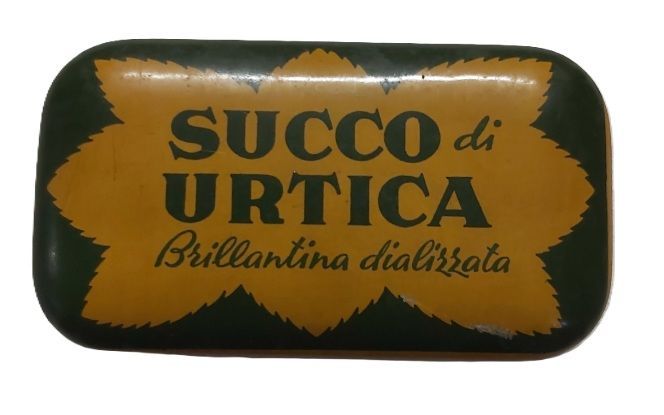 SUCCO di
URTICA
Brillantina dializzata